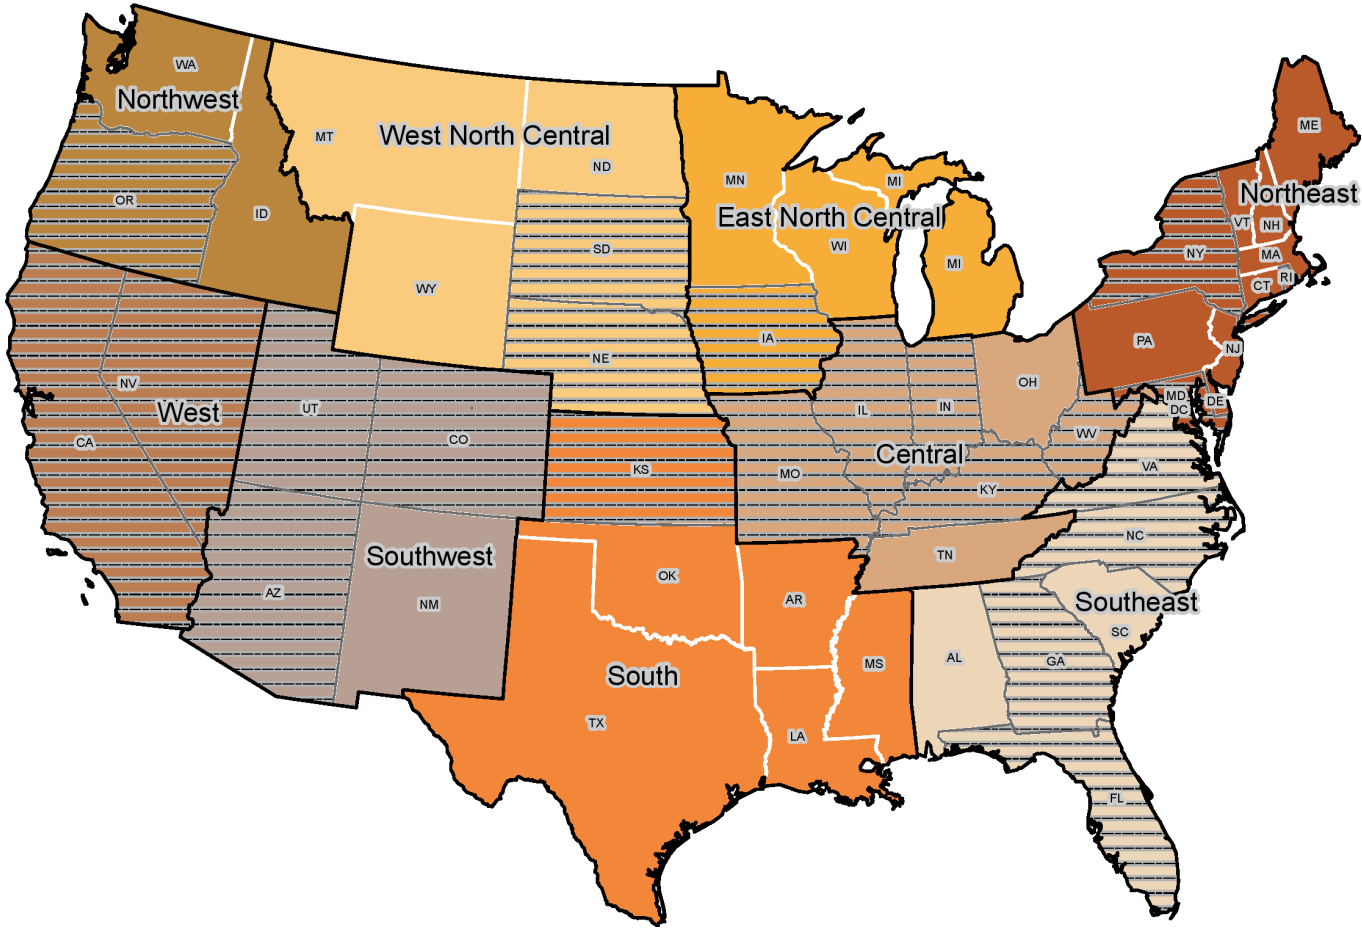 WA
Northwest
OR
ID
MT
West North Central
ND
SD
WY
NE
MN
MI
East North Central
WI
MI
IA
ME
Northeast
VT
NH
NY
MA
RI
CT
PA
NJ
MD
DE
DC
NV
West
CA
UT
CO
Southwest
AZ
NM
KS
OH
IL
IN
Central
WV
MO
KY
TN
VA
NC
Southeast
SC
OK
AR
South
TX
MS
LA
AL
GA
FL